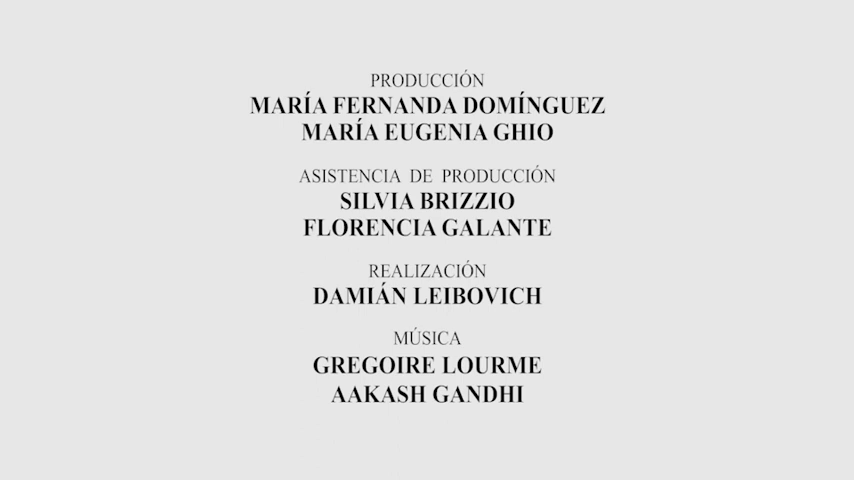 PRODUCCIÓN
MARÍA FERNANDA DOMÍNGUEZ
MARÍA EUGENIA GHIO
ASISTENCIA DE PRODUCCIÓN
SILVIA BRIZZIO
FLORENCIA GALANTE
REALIZACIÓN
DAMIÁN LEIBOVICH
MÚSICA
GREGOIRE LOURME
AAKASH GANDHI